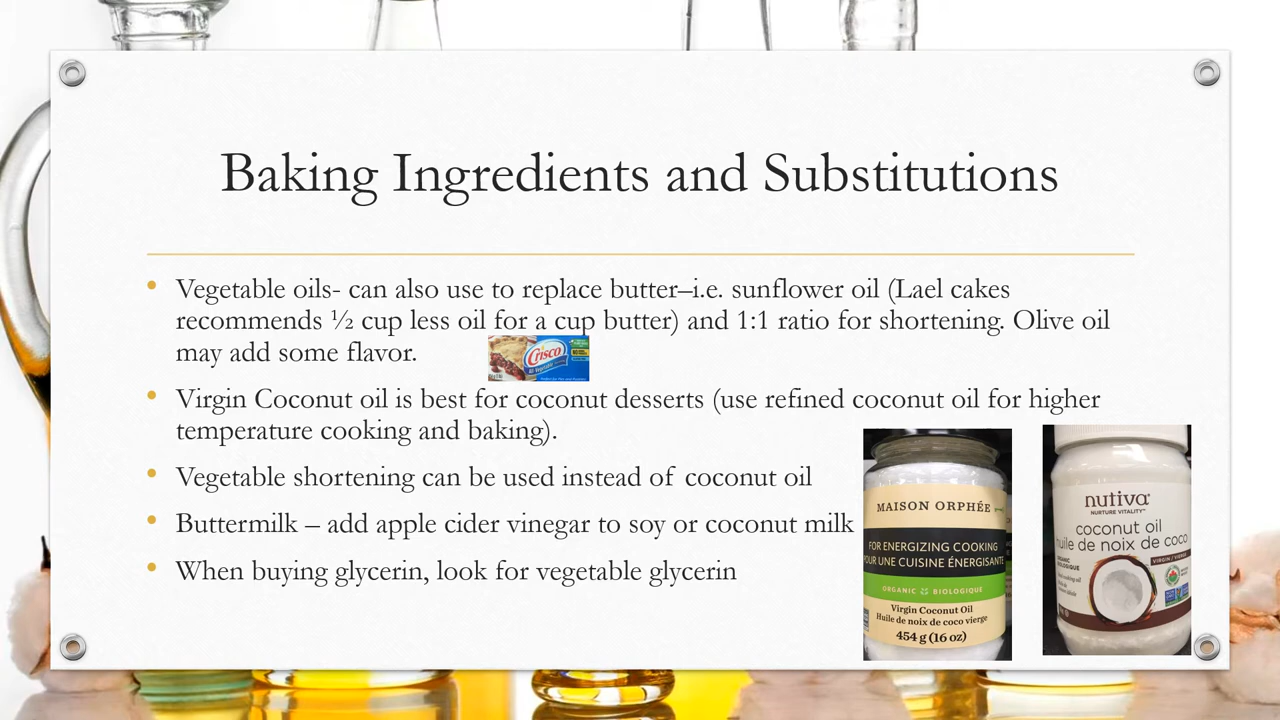 Baking Ingredients and Substitutions
• Vegetable oils- can also use to replace butter–i.e. sunflower oil (Lael cakes
recommends ½ cup less oil for a cup butter) and 1:1 ratio for shortening. Olive oil
may add some flavor.
Crisco
• Virgin Coconut oil is best for coconut desserts (use refined coconut oil for higher
temperature cooking and baking).
• Vegetable shortening can be used instead of coconut oil
• Buttermilk – add apple cider vinegar to soy or coconut milk
• When buying glycerin, look for vegetable glycerin
MAISON ORPHÉE
FOR ENERGIZING COOKING
POUR UNE CUISINE ÉNERGISANTE
ORGANIC BIOLOGIQUE
Virgin Coconut Oil
Huile de noix de coco vierge
454 g (16 oz)
nutiva
NURTURE VITALITY™
coconut oil
huile de noix de coco
VIRGIN / VIERGE
ORGANIC
BIOLOGIQUE